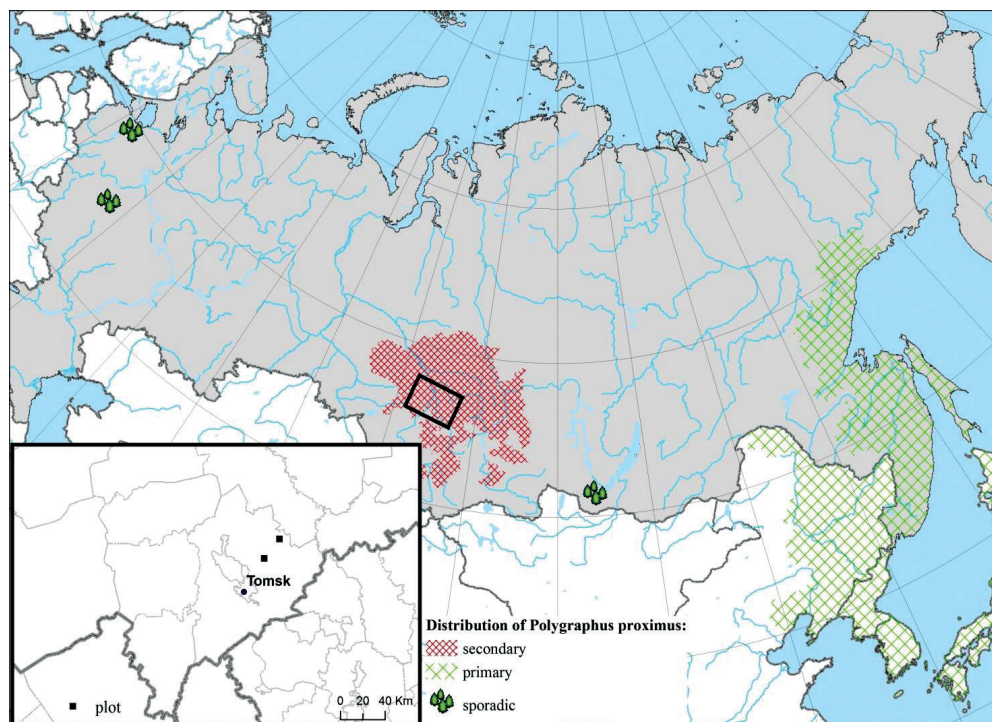 Tomsk
plot
0 20 40 Km
Distribution of Polygraphus proximus:
secondary
primary
sporadic